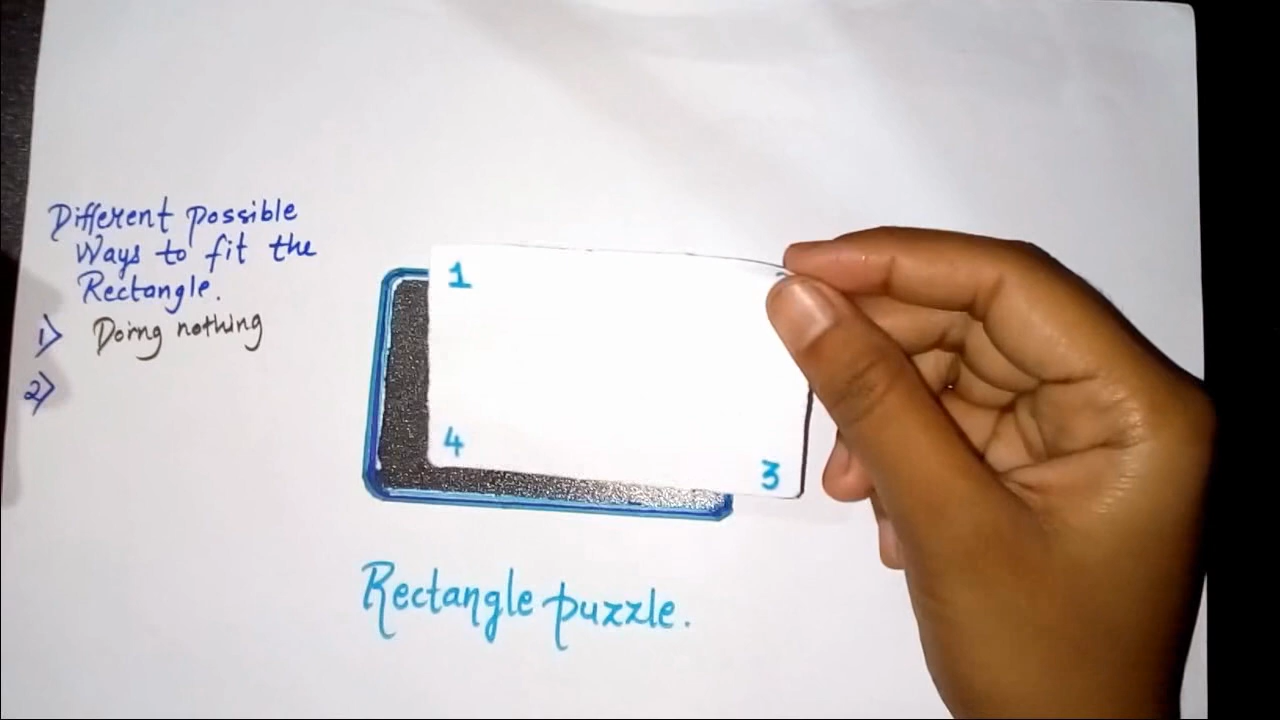 Different possible
Ways to fit the
Rectangle.
1) Doing nothing
2)
1
4
3
Rectangle puzzle.